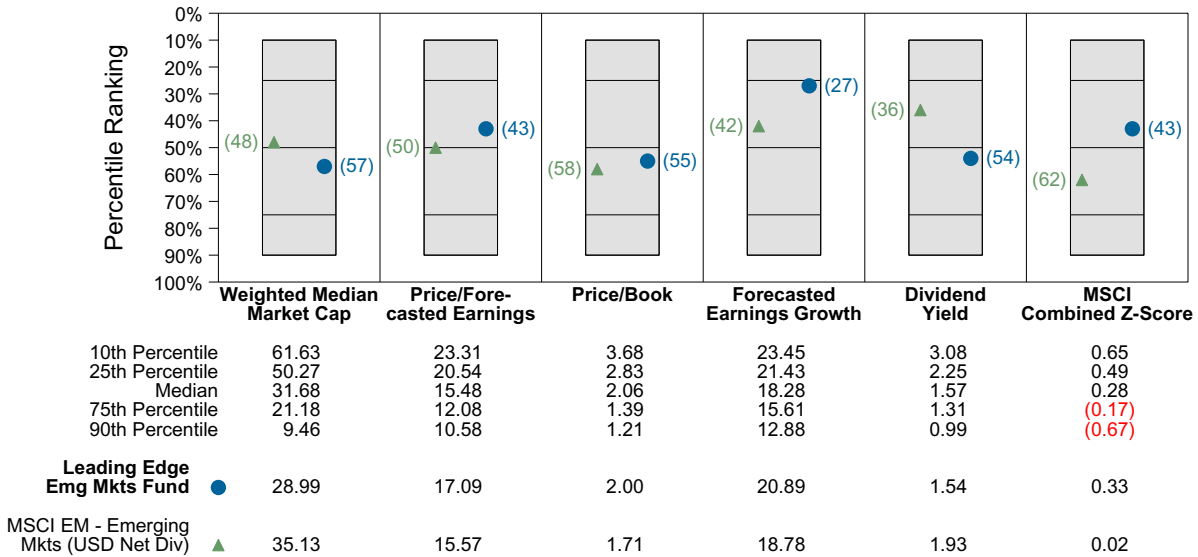 Percentile Ranking
0%
10%
20%
30%
40%
50%
60%
70%
80%
90%
100%
(48)
(57)
(50)
(43)
(58)
(55)
(42)
(27)
(36)
(54)
(62)
(43)
Weighted Median
Market Cap
Price/Fore-
casted Earnings
Price/Book
Forecasted
Earnings Growth
Dividend
Yield
MSCI
Combined Z-Score
10th Percentile 61.63 23.31 3.68 23.45 3.08 0.65
25th Percentile 50.27 20.54 2.83 21.43 2.25 0.49
Median 31.68 15.48 2.06 18.28 1.57 0.28
75th Percentile 21.18 12.08 1.39 15.61 1.31 (0.17)
90th Percentile 9.46 10.58 1.21 12.88 0.99 (0.67)
Leading Edge
Emg Mkts Fund 28.99 17.09 2.00 20.89 1.54 0.33
MSCI EM - Emerging
Mkts (USD Net Div) 35.13 15.57 1.71 18.78 1.93 0.02